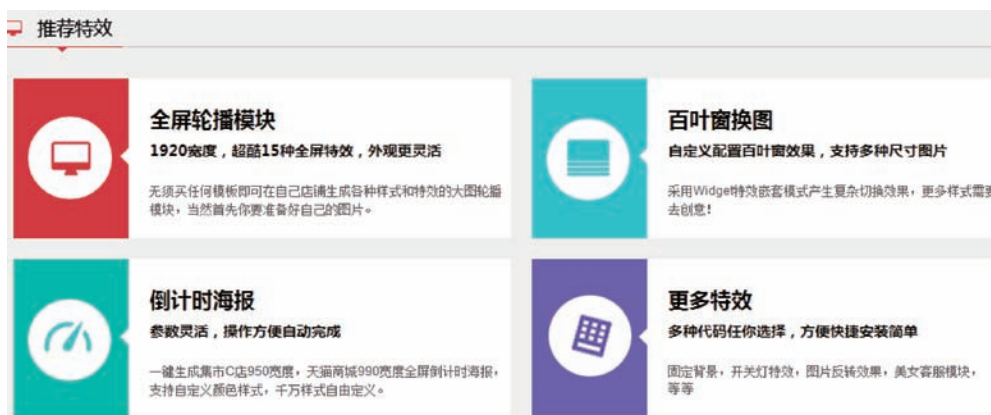 推荐特效
全屏轮播模块
1920宽度，超酷15种全屏特效，外观更灵活
无须买任何模板即可在自己店铺生成各种样式和特效的大图轮播
模块，当然首先你要准备好自己的图片。
百叶窗换图
自定义配置百叶窗效果，支持多种尺寸图片
采用Widget特效嵌套模式产生复杂切换效果，更多样式需要
去创意！
倒计时海报
参数灵活，操作方便自动完成
一键生成集市C店950宽度，天猫商城990宽度全屏倒计时海报，
支持自定义颜色样式，千万样式自由定义。
更多特效
多种代码任你选择，方便快捷安装简单
固定背景，开关灯特效，图片反转效果，美女客服模块，
等等